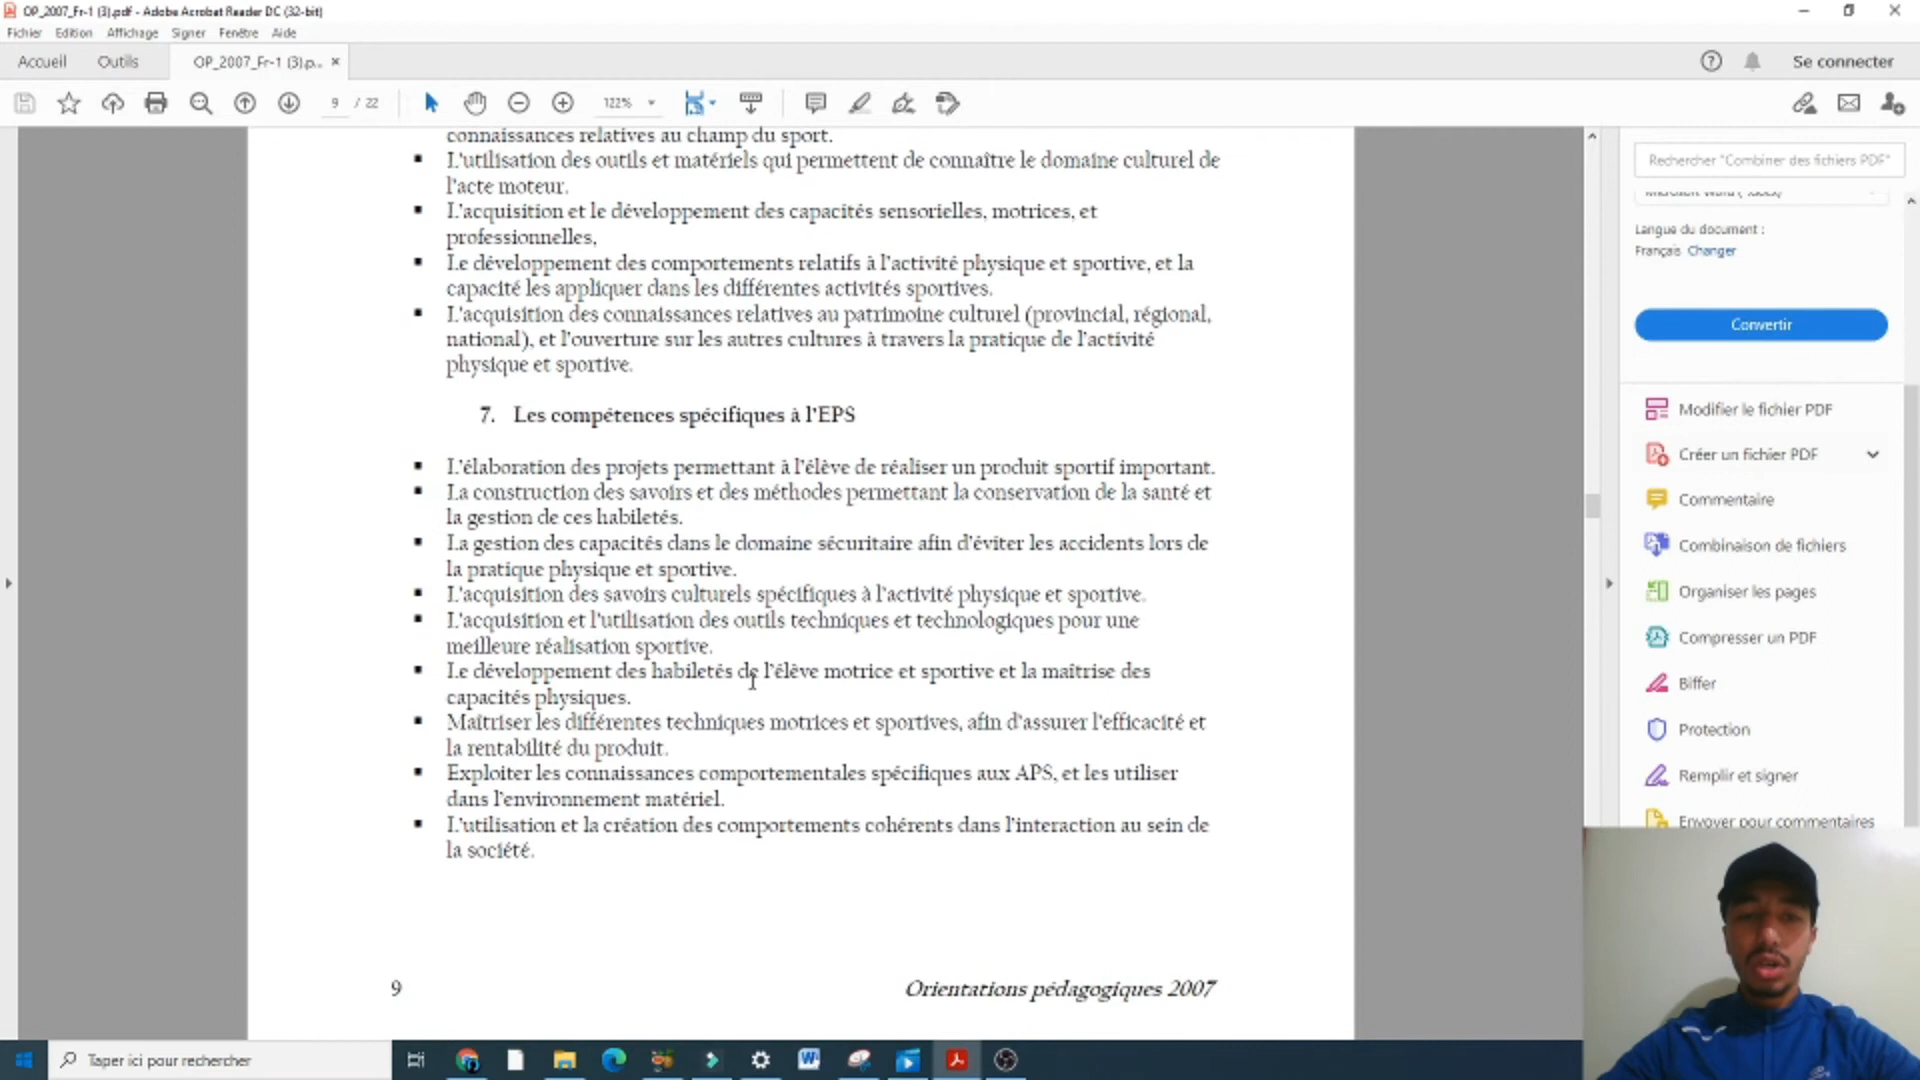 OP_2007_Fr-1 (3).pdf - Adobe Acrobat Reader DC (32-bit)
Fichier Edition Affichage Signer Fenêtre Aide
Accueil Outils OP_2007_Fr-1 (3).p... ×
Se connecter
9 / 22
122%
connaissances relatives au champ du sport.
▪ L'utilisation des outils et matériels qui permettent de connaître le domaine culturel de
l'acte moteur.
▪ L'acquisition et le développement des capacités sensorielles, motrices, et
professionnelles,
▪ Le développement des comportements relatifs à l'activité physique et sportive, et la
capacité les appliquer dans les différentes activités sportives.
▪ L'acquisition des connaissances relatives au patrimoine culturel (provincial, régional,
national), et l'ouverture sur les autres cultures à travers la pratique de l'activité
physique et sportive.
7. Les compétences spécifiques à l'EPS
▪ L'élaboration des projets permettant à l'élève de réaliser un produit sportif important.
▪ La construction des savoirs et des méthodes permettant la conservation de la santé et
la gestion de ces habiletés.
▪ La gestion des capacités dans le domaine sécuritaire afin d'éviter les accidents lors de
la pratique physique et sportive.
▪ L'acquisition des savoirs culturels spécifiques à l'activité physique et sportive.
▪ L'acquisition et l'utilisation des outils techniques et technologiques pour une
meilleure réalisation sportive.
▪ Le développement des habiletés de l'élève motrice et sportive et la maîtrise des
capacités physiques.
▪ Maîtriser les différentes techniques motrices et sportives, afin d'assurer l'efficacité et
la rentabilité du produit.
▪ Exploiter les connaissances comportementales spécifiques aux APS, et les utiliser
dans l'environnement matériel.
▪ L'utilisation et la création des comportements cohérents dans l'interaction au sein de
la société.
9
Orientations pédagogiques 2007
Rechercher "Combiner des fichiers PDF"
Microsoft Word (*.docx)
Langue du document :
Français Changer
Convertir
Modifier le fichier PDF
Créer un fichier PDF
Commentaire
Combinaison de fichiers
Organiser les pages
Compresser un PDF
Biffer
Protection
Remplir et signer
Envoyer pour commentaires
Taper ici pour rechercher